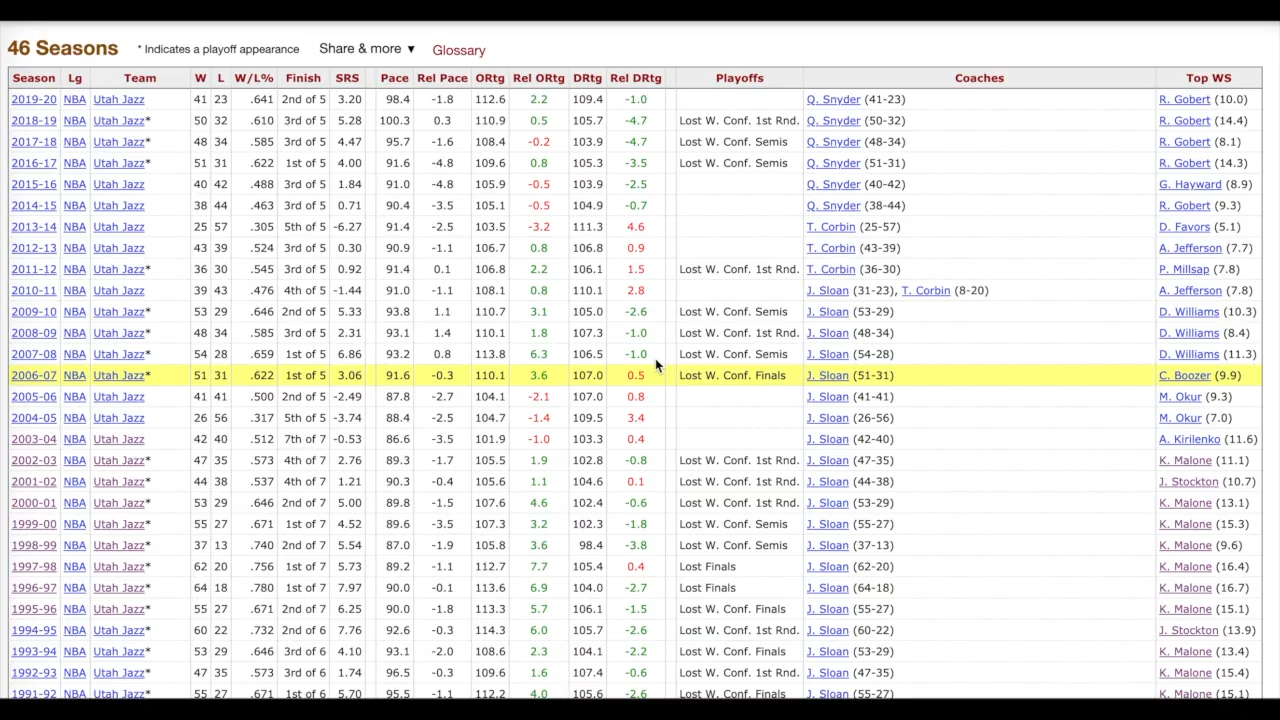 46 Seasons * Indicates a playoff appearance Share & more ▼ Glossary
Season Lg Team W L W/L% Finish SRS Pace Rel Pace ORtg Rel ORtg DRtg Rel DRtg Playoffs Coaches Top WS
2019-20 NBA Utah Jazz 41 23 .641 2nd of 5 3.20 98.4 -1.8 112.6 2.2 109.4 -1.0 Q. Snyder (41-23) R. Gobert (10.0)
2018-19 NBA Utah Jazz* 50 32 .610 3rd of 5 5.28 100.3 0.3 110.9 0.5 105.7 -4.7 Lost W. Conf. 1st Rnd. Q. Snyder (50-32) R. Gobert (14.4)
2017-18 NBA Utah Jazz* 48 34 .585 3rd of 5 4.47 95.7 -1.6 108.4 -0.2 103.9 -4.7 Lost W. Conf. Semis Q. Snyder (48-34) R. Gobert (8.1)
2016-17 NBA Utah Jazz* 51 31 .622 1st of 5 4.00 91.6 -4.8 109.6 0.8 105.3 -3.5 Lost W. Conf. Semis Q. Snyder (51-31) R. Gobert (14.3)
2015-16 NBA Utah Jazz 40 42 .488 3rd of 5 1.84 91.0 -4.8 105.9 -0.5 103.9 -2.5 Q. Snyder (40-42) G. Hayward (8.9)
2014-15 NBA Utah Jazz 38 44 .463 3rd of 5 0.71 90.4 -3.5 105.1 -0.5 104.9 -0.7 Q. Snyder (38-44) R. Gobert (9.3)
2013-14 NBA Utah Jazz 25 57 .305 5th of 5 -6.27 91.4 -2.5 103.5 -3.2 111.3 4.6 T. Corbin (25-57) D. Favors (5.1)
2012-13 NBA Utah Jazz 43 39 .524 3rd of 5 0.30 90.9 -1.1 106.7 0.8 106.8 0.9 T. Corbin (43-39) A. Jefferson (7.7)
2011-12 NBA Utah Jazz* 36 30 .545 3rd of 5 0.92 91.4 0.1 106.8 2.2 106.1 1.5 Lost W. Conf. 1st Rnd. T. Corbin (36-30) P. Millsap (7.8)
2010-11 NBA Utah Jazz 39 43 .476 4th of 5 -1.44 91.0 -1.1 108.1 0.8 110.1 2.8 J. Sloan (31-23), T. Corbin (8-20) A. Jefferson (7.8)
2009-10 NBA Utah Jazz* 53 29 .646 2nd of 5 5.33 93.8 1.1 110.7 3.1 105.0 -2.6 Lost W. Conf. Semis J. Sloan (53-29) D. Williams (10.3)
2008-09 NBA Utah Jazz* 48 34 .585 3rd of 5 2.31 93.1 1.4 110.1 1.8 107.3 -1.0 Lost W. Conf. 1st Rnd. J. Sloan (48-34) D. Williams (8.4)
2007-08 NBA Utah Jazz* 54 28 .659 1st of 5 6.86 93.2 0.8 113.8 6.3 106.5 -1.0 Lost W. Conf. Semis J. Sloan (54-28) D. Williams (11.3)
2006-07 NBA Utah Jazz* 51 31 .622 1st of 5 3.06 91.6 -0.3 110.1 3.6 107.0 0.5 Lost W. Conf. Finals J. Sloan (51-31) C. Boozer (9.9)
2005-06 NBA Utah Jazz 41 41 .500 2nd of 5 -2.49 87.8 -2.7 104.1 -2.1 107.0 0.8 J. Sloan (41-41) M. Okur (9.3)
2004-05 NBA Utah Jazz 26 56 .317 5th of 5 -3.74 88.4 -2.5 104.7 -1.4 109.5 3.4 J. Sloan (26-56) M. Okur (7.0)
2003-04 NBA Utah Jazz 42 40 .512 7th of 7 -0.53 86.6 -3.5 101.9 -1.0 103.3 0.4 J. Sloan (42-40) A. Kirilenko (11.6)
2002-03 NBA Utah Jazz* 47 35 .573 4th of 7 2.76 89.3 -1.7 105.5 1.9 102.8 -0.8 Lost W. Conf. 1st Rnd. J. Sloan (47-35) K. Malone (11.1)
2001-02 NBA Utah Jazz* 44 38 .537 4th of 7 1.21 90.3 -0.4 105.6 1.1 104.6 0.1 Lost W. Conf. 1st Rnd. J. Sloan (44-38) J. Stockton (10.7)
2000-01 NBA Utah Jazz* 53 29 .646 2nd of 7 5.00 89.8 -1.5 107.6 4.6 102.4 -0.6 Lost W. Conf. 1st Rnd. J. Sloan (53-29) K. Malone (13.1)
1999-00 NBA Utah Jazz* 55 27 .671 1st of 7 4.52 89.6 -3.5 107.3 3.2 102.3 -1.8 Lost W. Conf. Semis J. Sloan (55-27) K. Malone (15.3)
1998-99 NBA Utah Jazz* 37 13 .740 2nd of 7 5.54 87.0 -1.9 105.8 3.6 98.4 -3.8 Lost W. Conf. Semis J. Sloan (37-13) K. Malone (9.6)
1997-98 NBA Utah Jazz* 62 20 .756 1st of 7 5.73 89.2 -1.1 112.7 7.7 105.4 0.4 Lost Finals J. Sloan (62-20) K. Malone (16.4)
1996-97 NBA Utah Jazz* 64 18 .780 1st of 7 7.97 90.0 -0.1 113.6 6.9 104.0 -2.7 Lost Finals J. Sloan (64-18) K. Malone (16.7)
1995-96 NBA Utah Jazz* 55 27 .671 2nd of 7 6.25 90.0 -1.8 113.3 5.7 106.1 -1.5 Lost W. Conf. Finals J. Sloan (55-27) K. Malone (15.1)
1994-95 NBA Utah Jazz* 60 22 .732 2nd of 6 7.76 92.6 -0.3 114.3 6.0 105.7 -2.6 Lost W. Conf. 1st Rnd. J. Sloan (60-22) J. Stockton (13.9)
1993-94 NBA Utah Jazz* 53 29 .646 3rd of 6 4.10 93.1 -2.0 108.6 2.3 104.1 -2.2 Lost W. Conf. Finals J. Sloan (53-29) K. Malone (13.4)
1992-93 NBA Utah Jazz* 47 35 .573 3rd of 6 1.74 96.5 -0.3 109.6 1.6 106.4 -1.6 Lost W. Conf. 1st Rnd. J. Sloan (47-35) K. Malone (15.4)
1991-92 NBA Utah Jazz* 55 27 .671 1st of 6 5.70 95.5 -1.1 112.2 4.0 105.6 -2.6 Lost W. Conf. Finals J. Sloan (55-27) K. Malone (15.1)